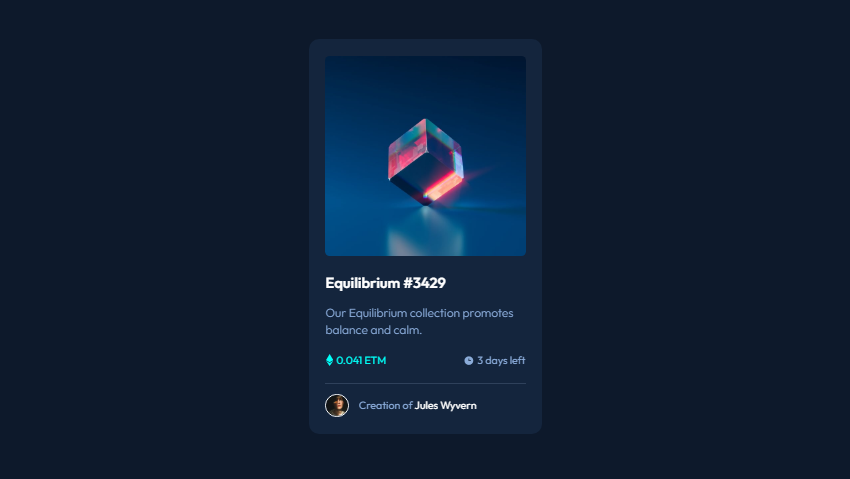 Equilibrium #3429
Our Equilibrium collection promotes
balance and calm.
0.041 ETM
3 days left
Creation of Jules Wyvern